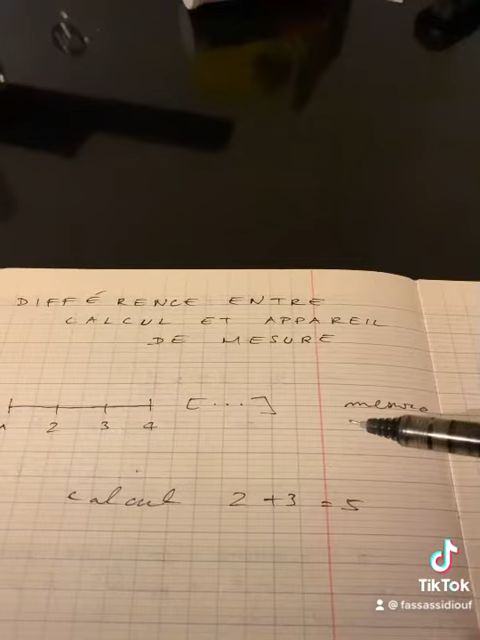 DIFFÉRENCE ENTRE
CALCUL ET APPAREIL
DE MESURE
[...] mesure
1 2 3 4
calcul 2 + 3 = 5
TikTok
@fassassidiouf